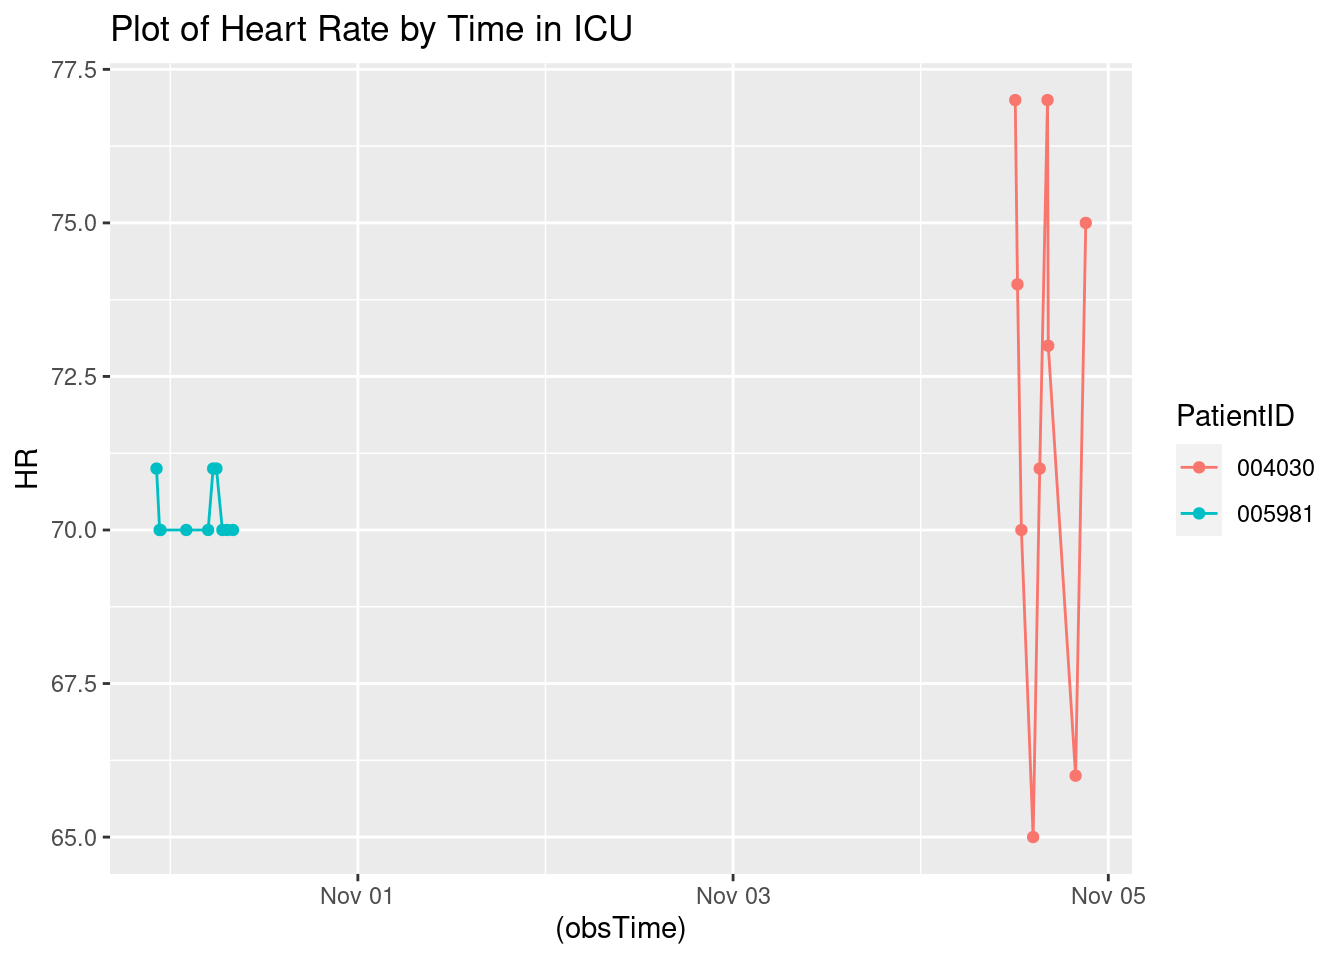 Plot of Heart Rate by Time in ICU
77.5
75.0
72.5
70.0
67.5
65.0
HR
Nov 01
Nov 03
Nov 05
(obsTime)
PatientID
004030
005981